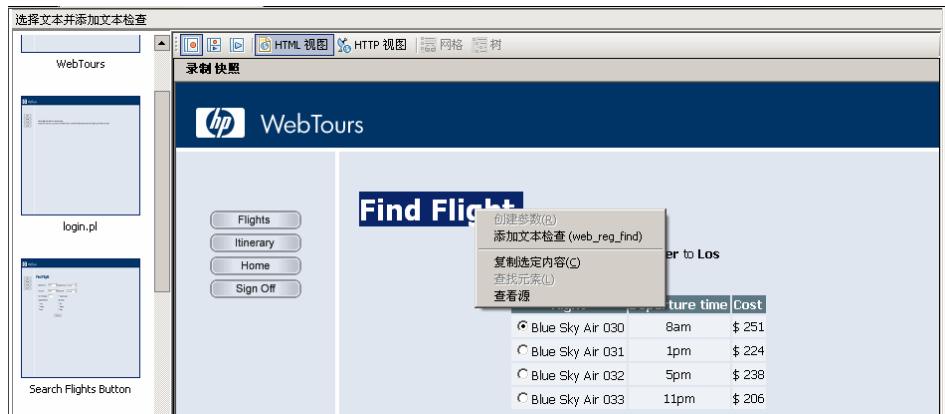 选择文本并添加文本检查
WebTours
login.pl
Search Flights Button
HTML 视图 HTTP 视图 网格 树
录制快照
hp WebTours
Flights
Itinerary
Home
Sign Off
Find Flight
创建参数(R)
添加文本检查 (web_reg_find)
复制选定内容(C)
查找元素(L)
查看源
to Los
time Cost
Blue Sky Air 030 8am $ 251
Blue Sky Air 031 1pm $ 224
Blue Sky Air 032 5pm $ 238
Blue Sky Air 033 11pm $ 206